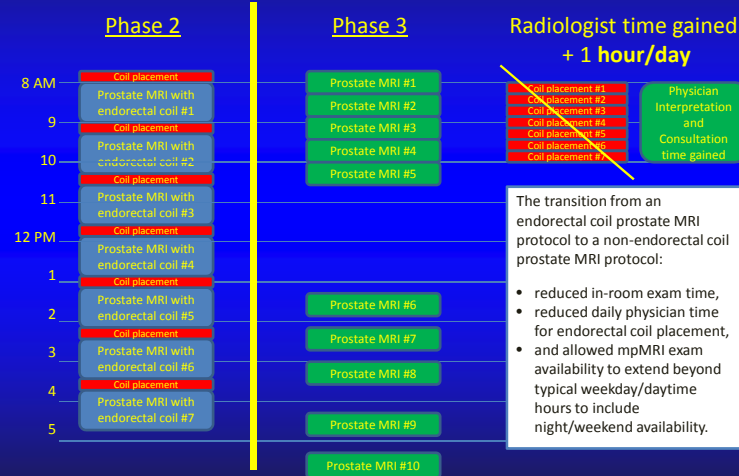 Phase 2
Phase 3
Radiologist time gained
+ 1 hour/day
8 AM
9
10
11
12 PM
1
2
3
4
5
Coil placement
Prostate MRI with
endorectal coil #1
Coil placement
Prostate MRI with
endorectal coil #2
Coil placement
Prostate MRI with
endorectal coil #3
Coil placement
Prostate MRI with
endorectal coil #4
Coil placement
Prostate MRI with
endorectal coil #5
Coil placement
Prostate MRI with
endorectal coil #6
Coil placement
Prostate MRI with
endorectal coil #7
Prostate MRI #1
Prostate MRI #2
Prostate MRI #3
Prostate MRI #4
Prostate MRI #5
Prostate MRI #6
Prostate MRI #7
Prostate MRI #8
Prostate MRI #9
Prostate MRI #10
Coil placement #1
Coil placement #2
Coil placement #3
Coil placement #4
Coil placement #5
Coil placement #6
Coil placement #7
Physician
Interpretation
and
Consultation
time gained
The transition from an
endorectal coil prostate MRI
protocol to a non-endorectal coil
prostate MRI protocol:
• reduced in-room exam time,
• reduced daily physician time
for endorectal coil placement,
• and allowed mpMRI exam
availability to extend beyond
typical weekday/daytime
hours to include
night/weekend availability.